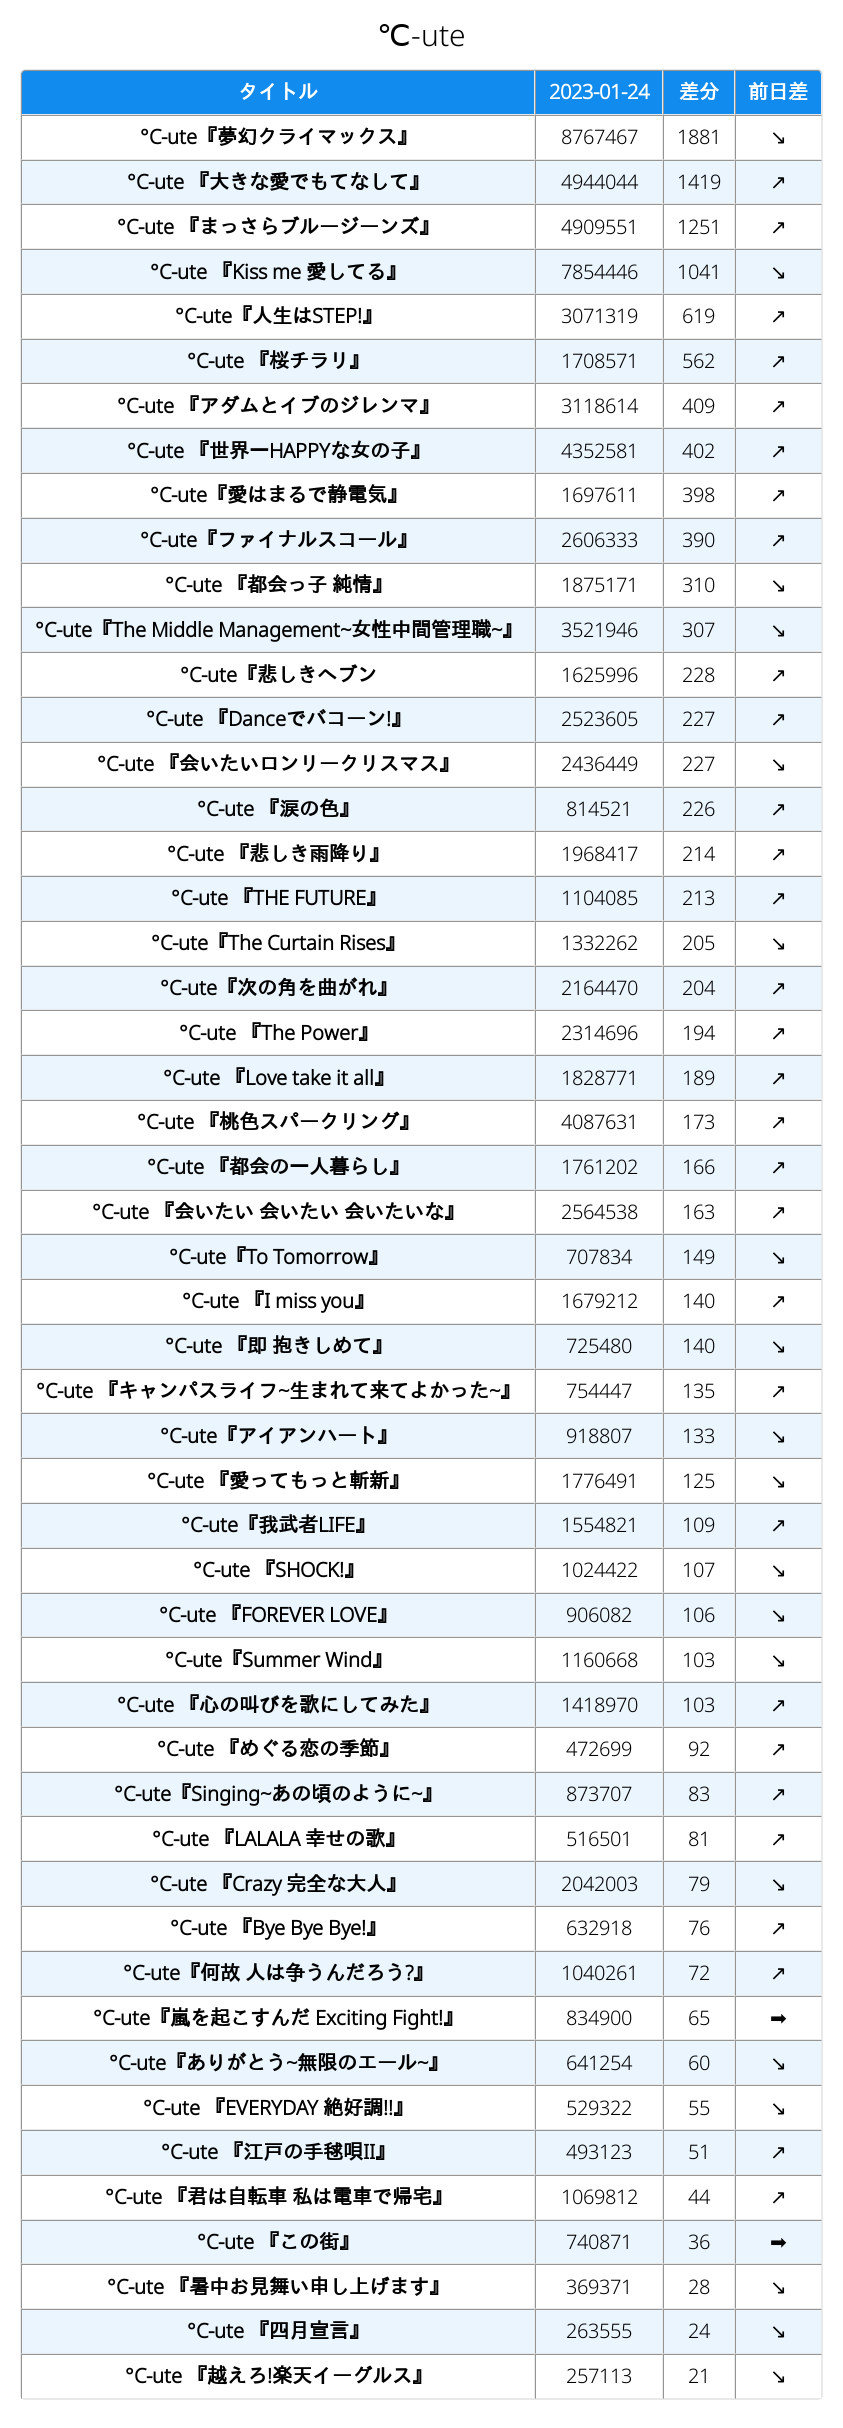 ℃-ute
タイトル 2023-01-24 差分 前日差
°C-ute『夢幻クライマックス』 8767467 1881 ↘
°C-ute 『大きな愛でもてなして』 4944044 1419 ↗
°C-ute 『まっさらブルージーンズ』 4909551 1251 ↗
°C-ute 『Kiss me 愛してる』 7854446 1041 ↘
°C-ute『人生はSTEP!』 3071319 619 ↗
°C-ute 『桜チラリ』 1708571 562 ↗
°C-ute 『アダムとイブのジレンマ』 3118614 409 ↗
°C-ute 『世界一HAPPYな女の子』 4352581 402 ↗
°C-ute『愛はまるで静電気』 1697611 398 ↗
°C-ute『ファイナルスコール』 2606333 390 ↗
°C-ute 『都会っ子 純情』 1875171 310 ↘
°C-ute『The Middle Management~女性中間管理職~』 3521946 307 ↘
°C-ute『悲しきヘブン 1625996 228 ↗
°C-ute 『Danceでバコーン!』 2523605 227 ↗
°C-ute 『会いたいロンリークリスマス』 2436449 227 ↘
°C-ute 『涙の色』 814521 226 ↗
°C-ute 『悲しき雨降り』 1968417 214 ↗
°C-ute 『THE FUTURE』 1104085 213 ↗
°C-ute『The Curtain Rises』 1332262 205 ↘
°C-ute『次の角を曲がれ』 2164470 204 ↗
°C-ute 『The Power』 2314696 194 ↗
°C-ute 『Love take it all』 1828771 189 ↗
°C-ute 『桃色スパークリング』 4087631 173 ↗
°C-ute 『都会の一人暮らし』 1761202 166 ↗
°C-ute 『会いたい 会いたい 会いたいな』 2564538 163 ↗
°C-ute『To Tomorrow』 707834 149 ↘
°C-ute 『I miss you』 1679212 140 ↗
°C-ute 『即 抱きしめて』 725480 140 ↘
°C-ute 『キャンパスライフ~生まれて来てよかった~』 754447 135 ↗
°C-ute『アイアンハート』 918807 133 ↘
°C-ute 『愛ってもっと斬新』 1776491 125 ↘
°C-ute『我武者LIFE』 1554821 109 ↗
°C-ute 『SHOCK!』 1024422 107 ↘
°C-ute 『FOREVER LOVE』 906082 106 ↘
°C-ute『Summer Wind』 1160668 103 ↘
°C-ute 『心の叫びを歌にしてみた』 1418970 103 ↗
°C-ute 『めぐる恋の季節』 472699 92 ↗
°C-ute『Singing~あの頃のように~』 873707 83 ↗
°C-ute 『LALALA 幸せの歌』 516501 81 ↗
°C-ute 『Crazy 完全な大人』 2042003 79 ↘
°C-ute 『Bye Bye Bye!』 632918 76 ↗
°C-ute『何故 人は争うんだろう?』 1040261 72 ↗
°C-ute『嵐を起こすんだ Exciting Fight!』 834900 65 ➡
°C-ute『ありがとう~無限のエール~』 641254 60 ↘
°C-ute 『EVERYDAY 絶好調!!』 529322 55 ↘
°C-ute 『江戸の手毬唄II』 493123 51 ↗
°C-ute 『君は自転車 私は電車で帰宅』 1069812 44 ↗
°C-ute 『この街』 740871 36 ➡
°C-ute 『暑中お見舞い申し上げます』 369371 28 ↘
°C-ute 『四月宣言』 263555 24 ↘
°C-ute 『越えろ!楽天イーグルス』 257113 21 ↘